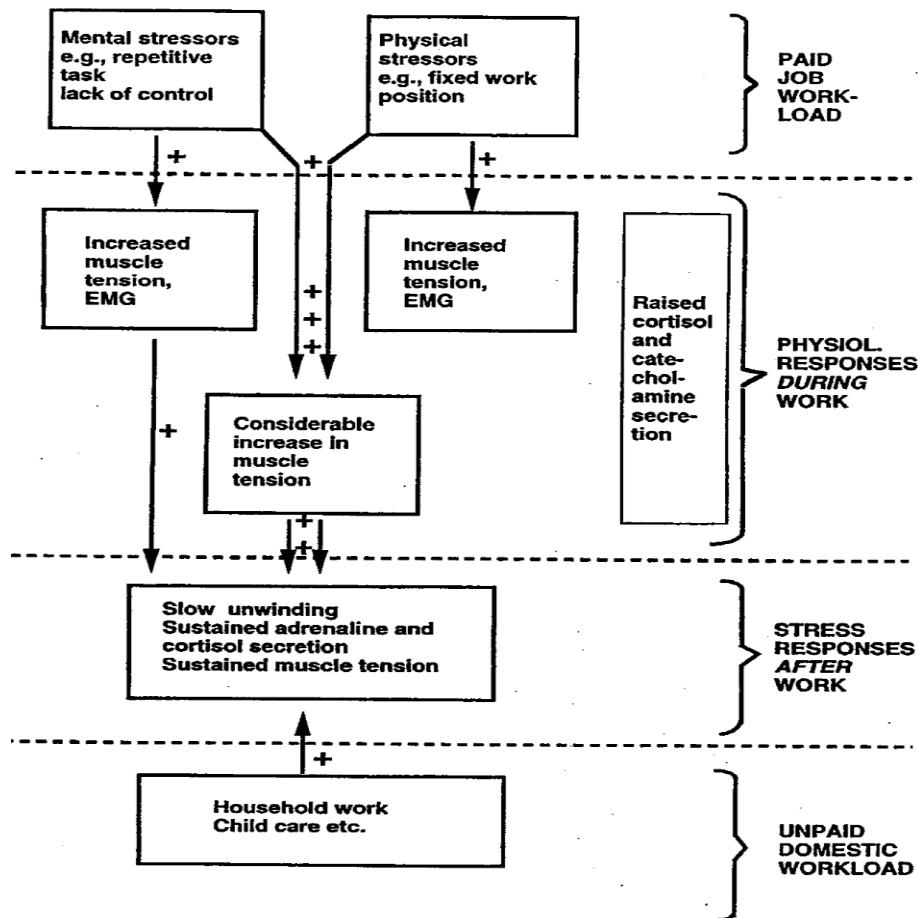 Mental stressors
e.g., repetitive
task
lack of control
Physical
stressors
e.g., fixed work
position
PAID
JOB
WORK-
LOAD
+
+
+
Increased
muscle
tension,
EMG
Increased
muscle
tension,
EMG
+
+
+
Raised
cortisol
and
cate-
chol-
amine
secre-
tion
PHYSIOL.
RESPONSES
DURING
WORK
+
Considerable
increase in
muscle
tension
+
+
Slow unwinding
Sustained adrenaline and
cortisol secretion
Sustained muscle tension
STRESS
RESPONSES
AFTER
WORK
+
Household work
Child care etc.
UNPAID
DOMESTIC
WORKLOAD